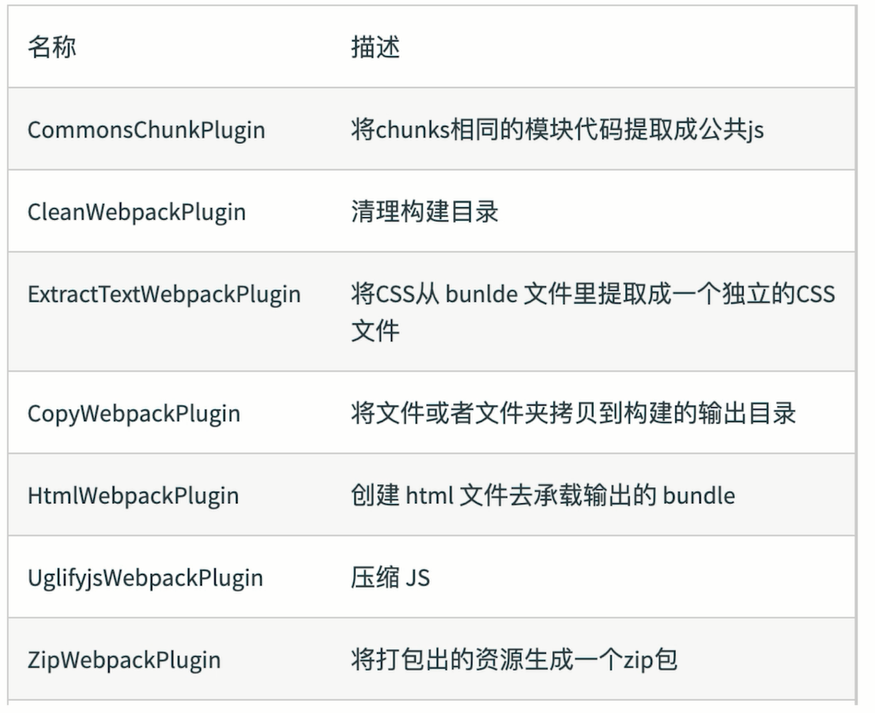 名称 描述
CommonsChunkPlugin 将chunks相同的模块代码提取成公共js
CleanWebpackPlugin 清理构建目录
ExtractTextWebpackPlugin 将CSS从 bunlde 文件里提取成一个独立的CSS
文件
CopyWebpackPlugin 将文件或者文件夹拷贝到构建的输出目录
HtmlWebpackPlugin 创建 html 文件去承载输出的 bundle
UglifyjsWebpackPlugin 压缩 JS
ZipWebpackPlugin 将打包出的资源生成一个zip包